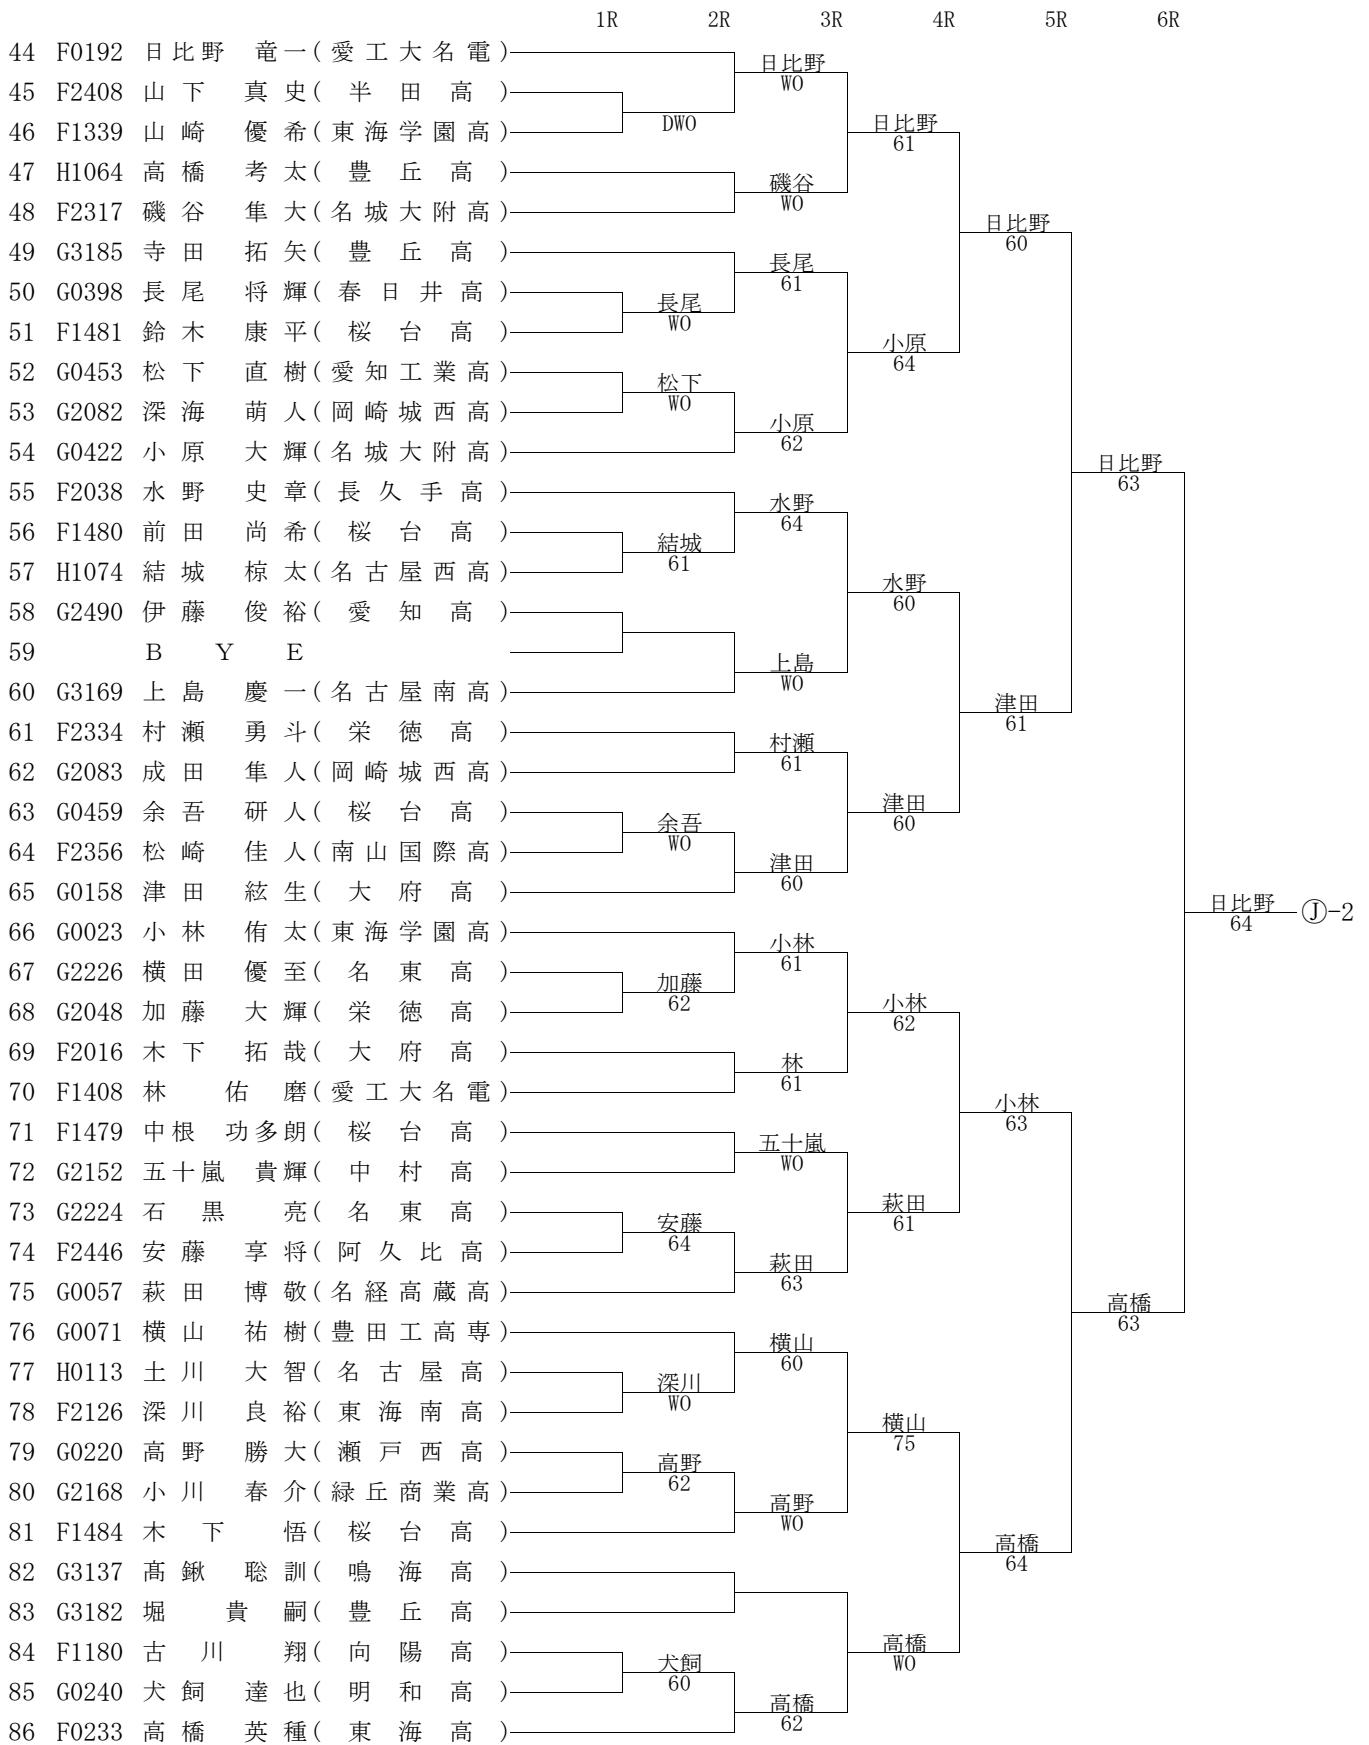 1R 2R 3R 4R 5R 6R
44 F0192 日比野 竜一(愛工大名電)
日比野
WO
45 F2408 山下 真史(半田高)
DWO
日比野
61
46 F1339 山崎 優希(東海学園高)
47 H1064 高橋 考太(豊丘高)
磯谷
WO
48 F2317 磯谷 隼大(名城大附高)
日比野
60
49 G3185 寺田 拓矢(豊丘高)
長尾
61
50 G0398 長尾 将輝(春日井高)
長尾
WO
51 F1481 鈴木 康平(桜台高)
小原
64
52 G0453 松下 直樹(愛知工業高)
松下
WO
53 G2082 深海 萌人(岡崎城西高)
小原
62
54 G0422 小原 大輝(名城大附高)
日比野
63
55 F2038 水野 史章(長久手高)
水野
64
56 F1480 前田 尚希(桜台高)
結城
61
57 H1074 結城 椋太(名古屋西高)
水野
60
58 G2490 伊藤 俊裕(愛知高)
59 BYE
上島
WO
60 G3169 上島 慶一(名古屋南高)
津田
61
61 F2334 村瀬 勇斗(栄徳高)
村瀬
61
62 G2083 成田 隼人(岡崎城西高)
津田
60
63 G0459 余吾 研人(桜台高)
余吾
WO
64 F2356 松崎 佳人(南山国際高)
津田
60
65 G0158 津田 絃生(大府高)
日比野
64
Ⓙ-2
66 G0023 小林 侑太(東海学園高)
小林
61
67 G2226 横田 優至(名東高)
加藤
62
68 G2048 加藤 大輝(栄徳高)
小林
62
69 F2016 木下 拓哉(大府高)
林
61
70 F1408 林 佑磨(愛工大名電)
小林
63
71 F1479 中根 功多朗(桜台高)
五十嵐
WO
72 G2152 五十嵐 貴輝(中村高)
萩田
61
73 G2224 石黒 亮(名東高)
安藤
64
74 F2446 安藤 享将(阿久比高)
萩田
63
75 G0057 萩田 博敬(名経高蔵高)
高橋
63
76 G0071 横山 祐樹(豊田工高専)
横山
60
77 H0113 土川 大智(名古屋高)
深川
WO
78 F2126 深川 良裕(東海南高)
横山
75
79 G0220 高野 勝大(瀬戸西高)
高野
62
80 G2168 小川 春介(緑丘商業高)
高野
WO
81 F1484 木下 悟(桜台高)
高橋
64
82 G3137 髙鍬 聡訓(鳴海高)
83 G3182 堀 貴嗣(豊丘高)
84 F1180 古川 翔(向陽高)
高橋
WO
犬飼
60
85 G0240 犬飼 達也(明和高)
高橋
62
86 F0233 高橋 英種(東海高)